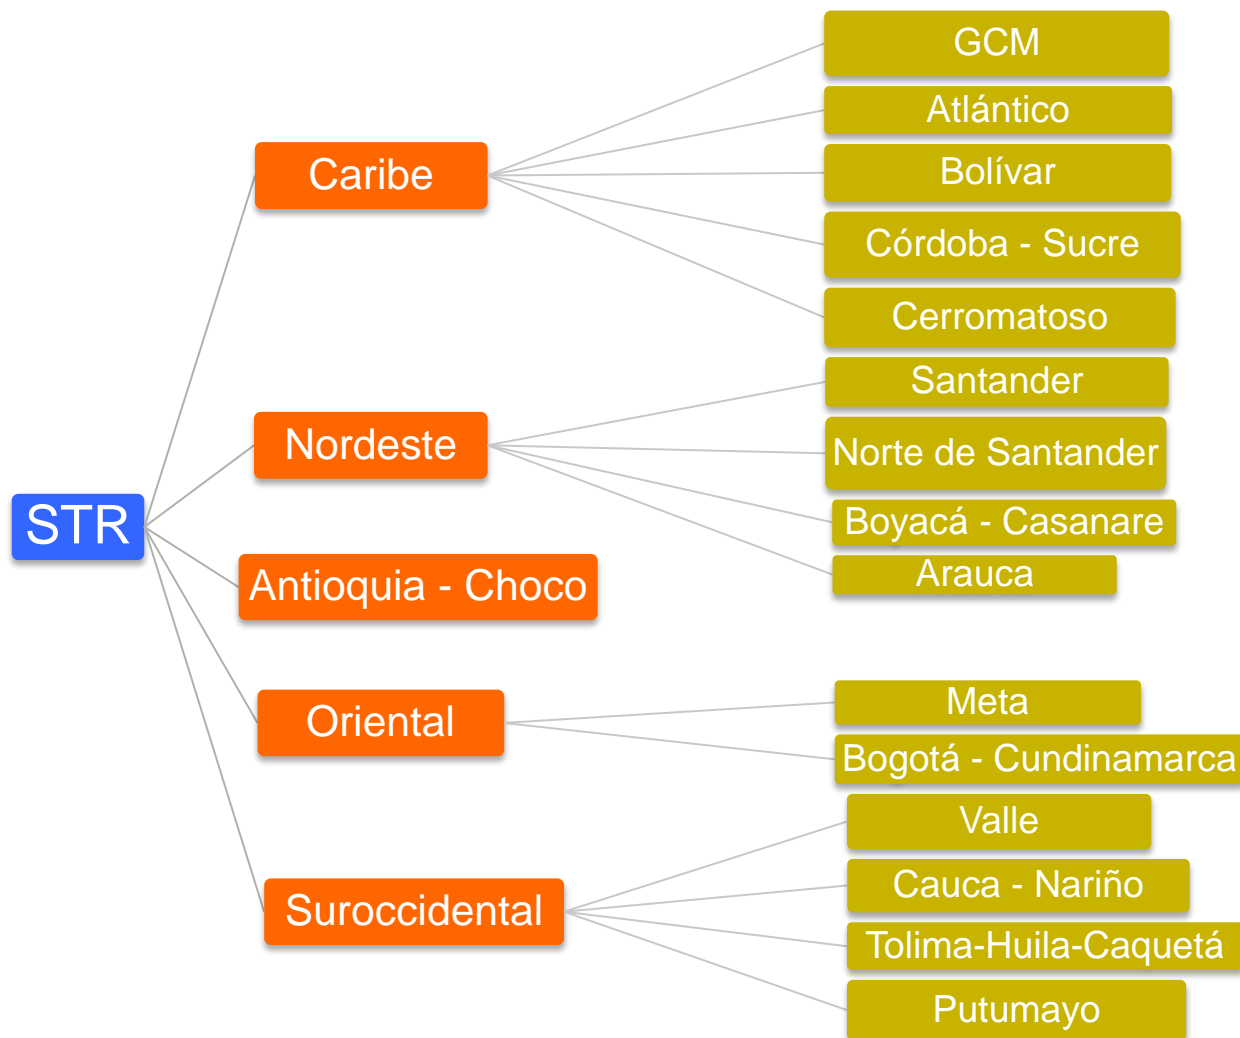 STR
Caribe
GCM
Atlántico
Bolívar
Córdoba - Sucre
Cerromatoso
Nordeste
Santander
Norte de Santander
Boyacá - Casanare
Arauca
Antioquia - Choco
Oriental
Meta
Bogotá - Cundinamarca
Suroccidental
Valle
Cauca - Nariño
Tolima-Huila-Caquetá
Putumayo